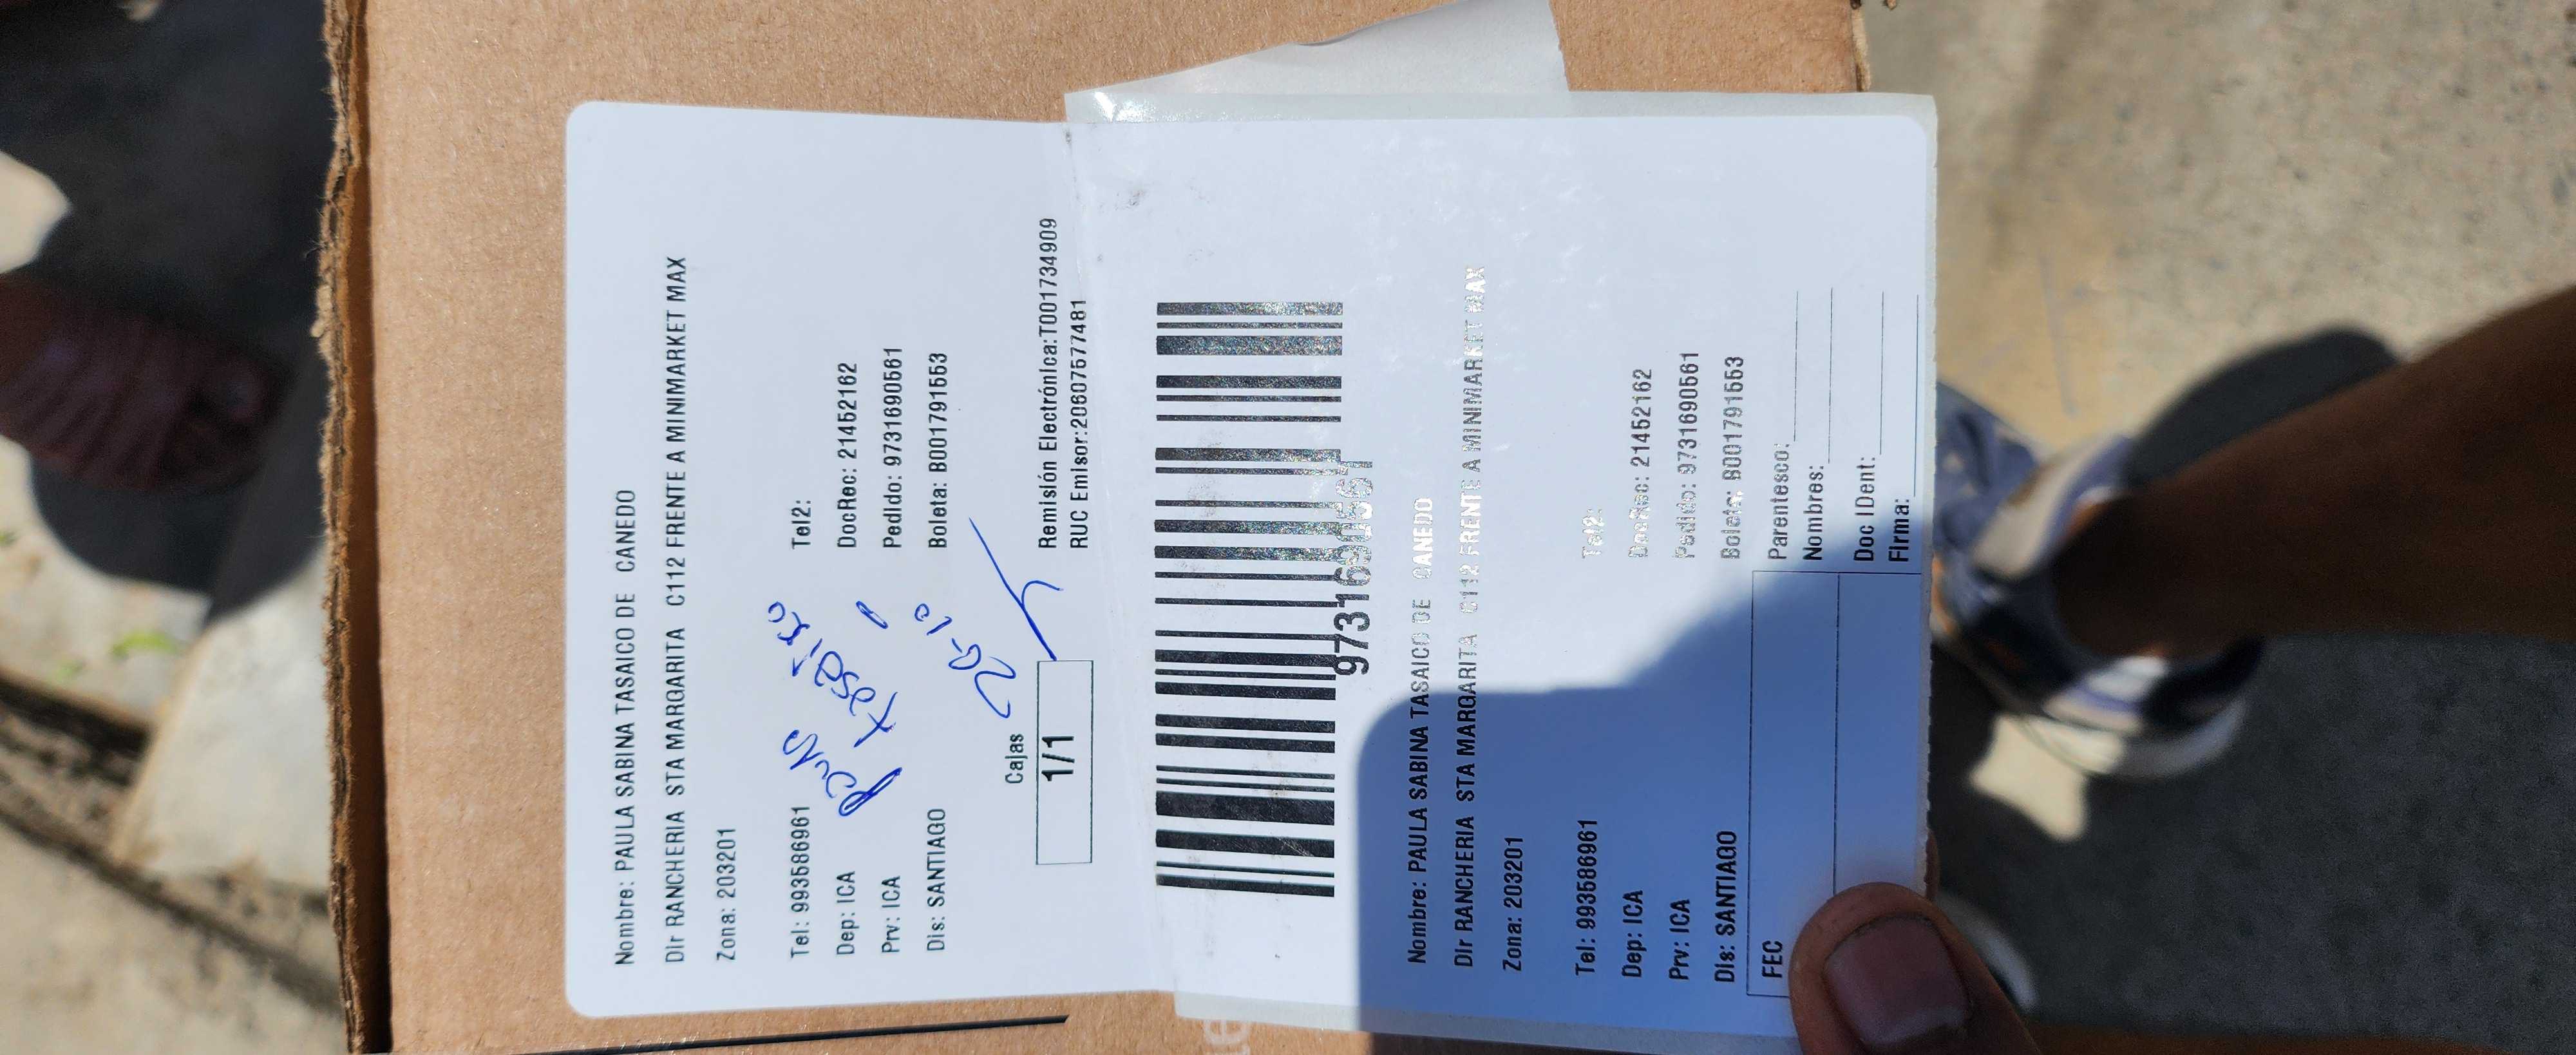 Nombre: PAULA SABINA TASAICO DE CANEDO
Dir RANCHERIA STA MARGARITA C112 FRENTE A MINIMARKET MAX
Zona: 203201
Tel: 993586961 Tel2:
Dep: ICA DocRec: 21452162
Prv: ICA Pedido: 9731690561
Dis: SANTIAGO Boleta: B001791553
Paula
tasaico
26-10
Cajas
1/1
Remisión Electrónica:T001734909
RUC Emisor:20607577481
9731690561
Nombre: PAULA SABINA TASAICO DE CANEDO
Dir RANCHERIA STA MARGARITA C112 FRENTE A MINIMARKET MAX
Zona: 203201
Tel: 993586961 Tel2:
Dep: ICA DocRec: 21452162
Prv: ICA Pedido: 9731690561
Dis: SANTIAGO Boleta: B001791553
FEC Parentesco:
Nombres:
Doc IDent:
Firma: